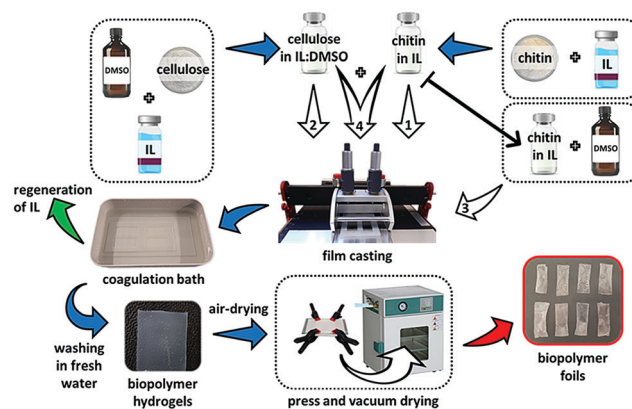 DMSO
cellulose
+
IL
cellulose
in IL:DMSO
+
chitin
in IL
chitin
+
IL
2
4
1
chitin
in IL
+
DMSO
3
regeneration
of IL
film casting
coagulation bath
washing
in fresh
water
biopolymer
hydrogels
air-drying
press and vacuum drying
biopolymer
foils